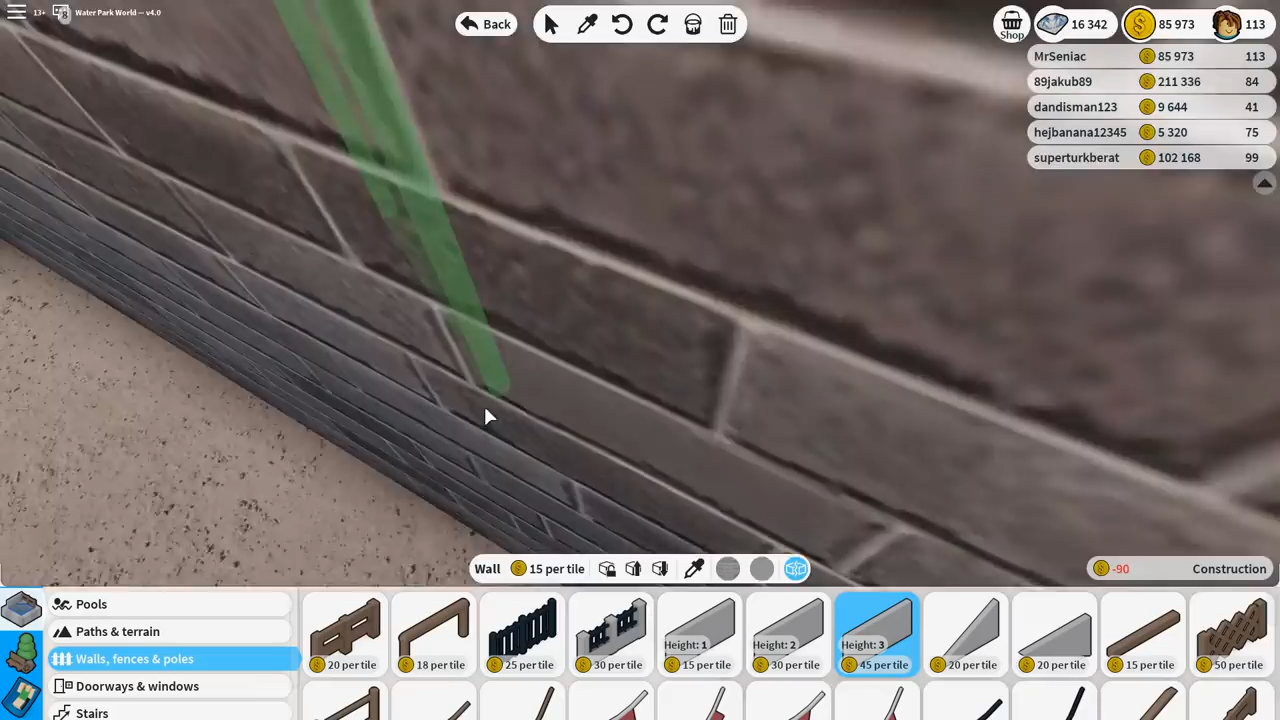 13+ 8 Water Park World — v4.0
Back
Shop
16 342
85 973
113
MrSeniac 85 973 113
89jakub89 211 336 84
dandisman123 9 644 41
hejbanana12345 5 320 75
superturkberat 102 168 99
Wall 15 per tile
-90 Construction
Pools
Paths & terrain
Walls, fences & poles
Doorways & windows
Stairs
20 per tile
18 per tile
25 per tile
30 per tile
Height: 1
15 per tile
Height: 2
30 per tile
Height: 3
45 per tile
20 per tile
20 per tile
15 per tile
50 per tile